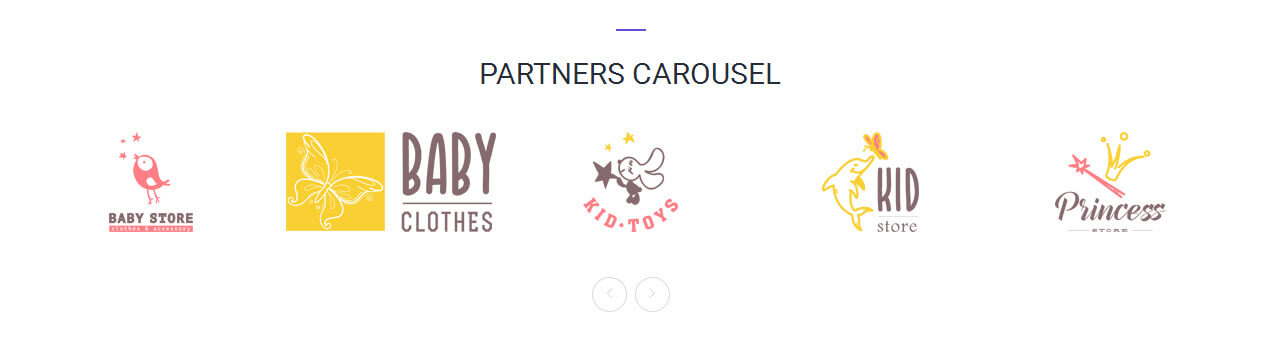 PARTNERS CAROUSEL
BABY STORE
clothes & accessory
BABY
CLOTHES
KID·TOYS
KID
store
Princess
STORE